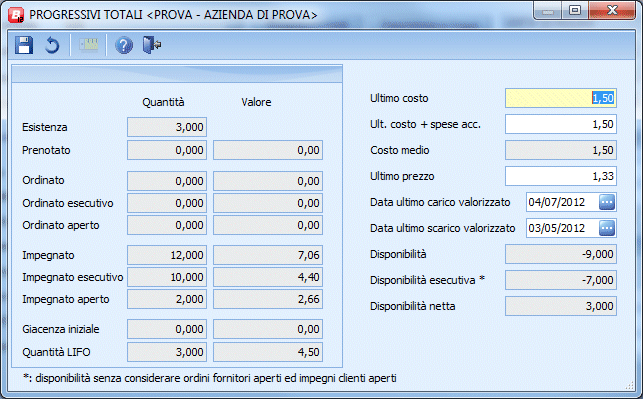 PROGRESSIVI TOTALI <PROVA - AZIENDA DI PROVA>
Quantità Valore
Esistenza 3,000
Prenotato 0,000 0,00
Ordinato 0,000 0,00
Ordinato esecutivo 0,000 0,00
Ordinato aperto 0,000 0,00
Impegnato 12,000 7,06
Impegnato esecutivo 10,000 4,40
Impegnato aperto 2,000 2,66
Giacenza iniziale 0,000 0,00
Quantità LIFO 3,000 4,50
Ultimo costo 1,50
Ult. costo + spese acc. 1,50
Costo medio 1,50
Ultimo prezzo 1,33
Data ultimo carico valorizzato 04/07/2012 ...
Data ultimo scarico valorizzato 03/05/2012 ...
Disponibilità -9,000
Disponibilità esecutiva * -7,000
Disponibilità netta 3,000
*: disponibilità senza considerare ordini fornitori aperti ed impegni clienti aperti